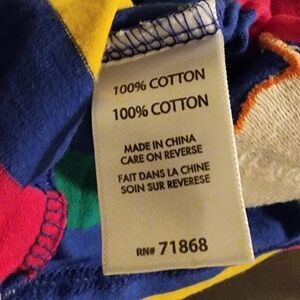 100% COTTON
100% COTTON
MADE IN CHINA
CARE ON REVERSE
FAIT DANS LA CHINE
SOIN SUR REVERESE
RN# 71868